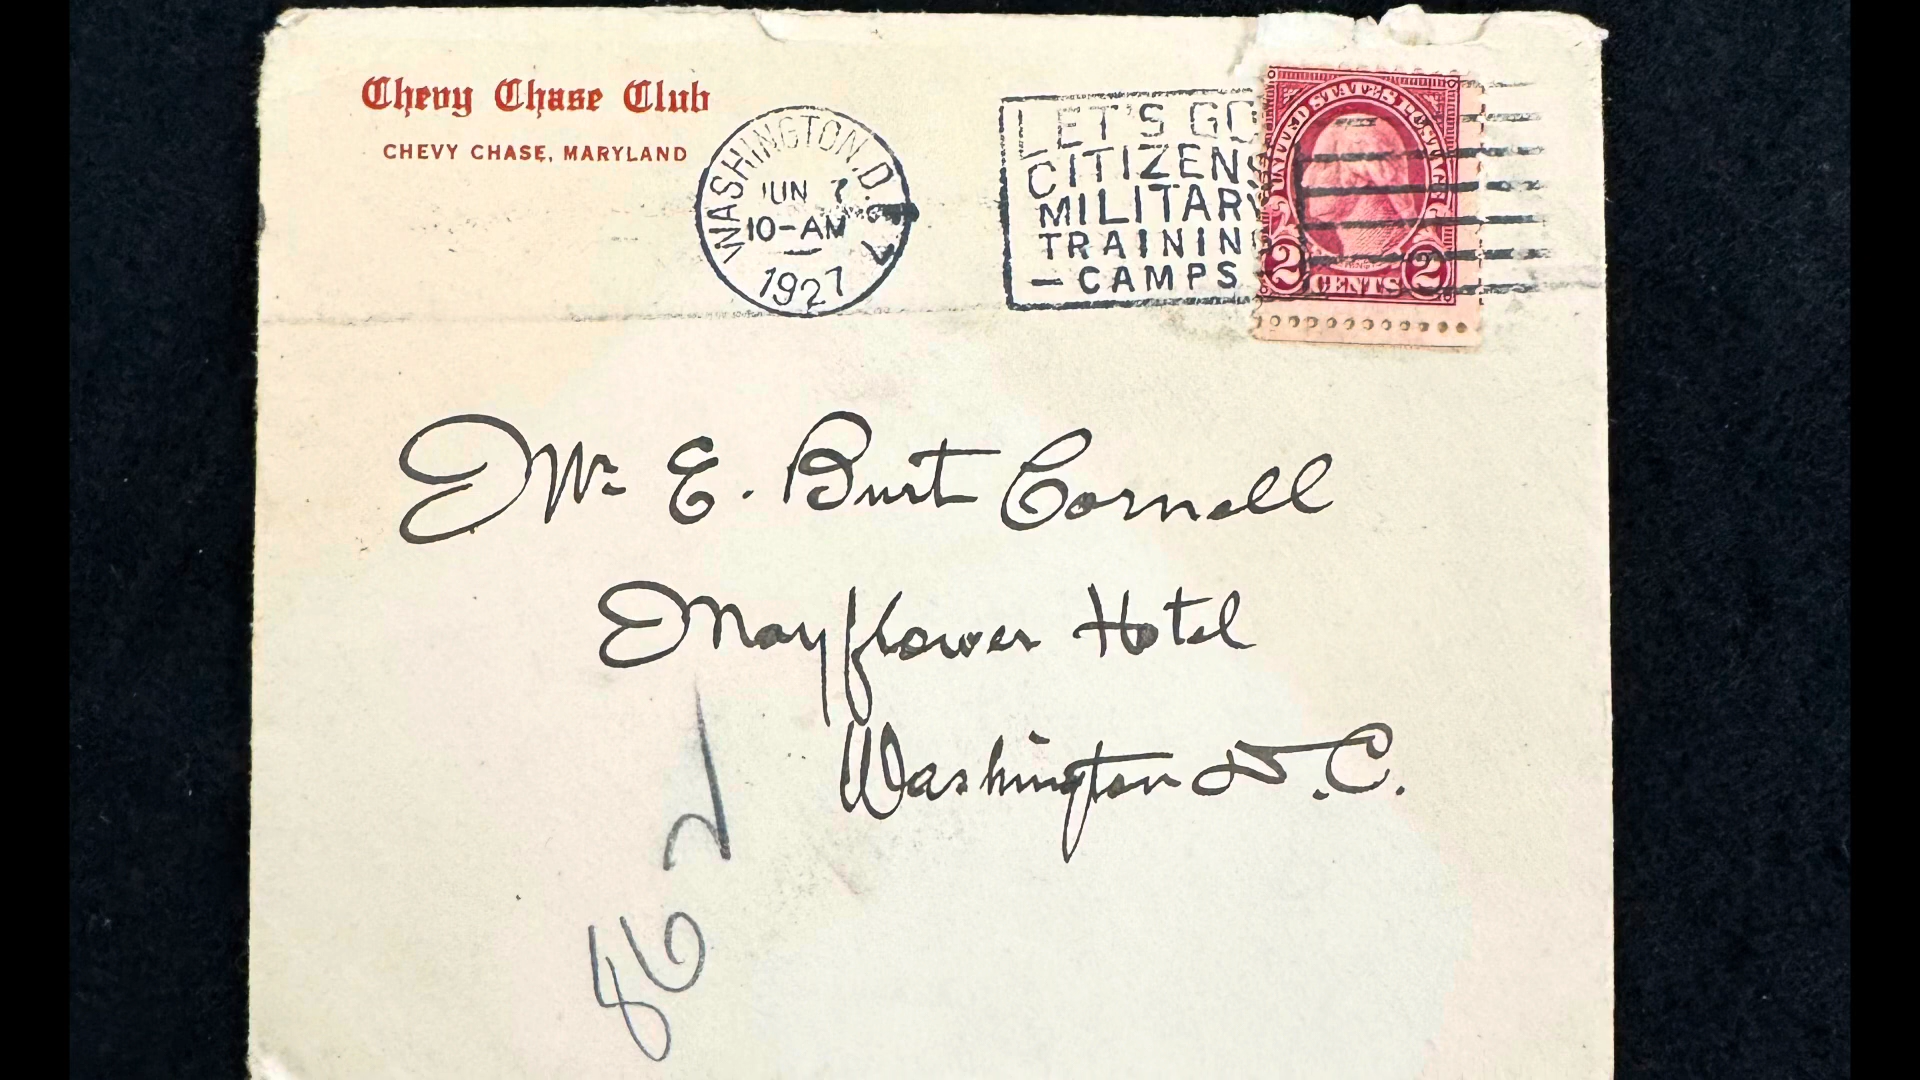 Chevy Chase Club
CHEVY CHASE, MARYLAND
WASHINGTON, D.C.
JUN 7
10-AM
1927
LET'S GO
CITIZENS
MILITARY
TRAINING
- CAMPS
UNITED STATES POSTAGE
2 CENTS 2
Mr. E. Burt Cornell
Mayflower Hotel
Washington D.C.
862